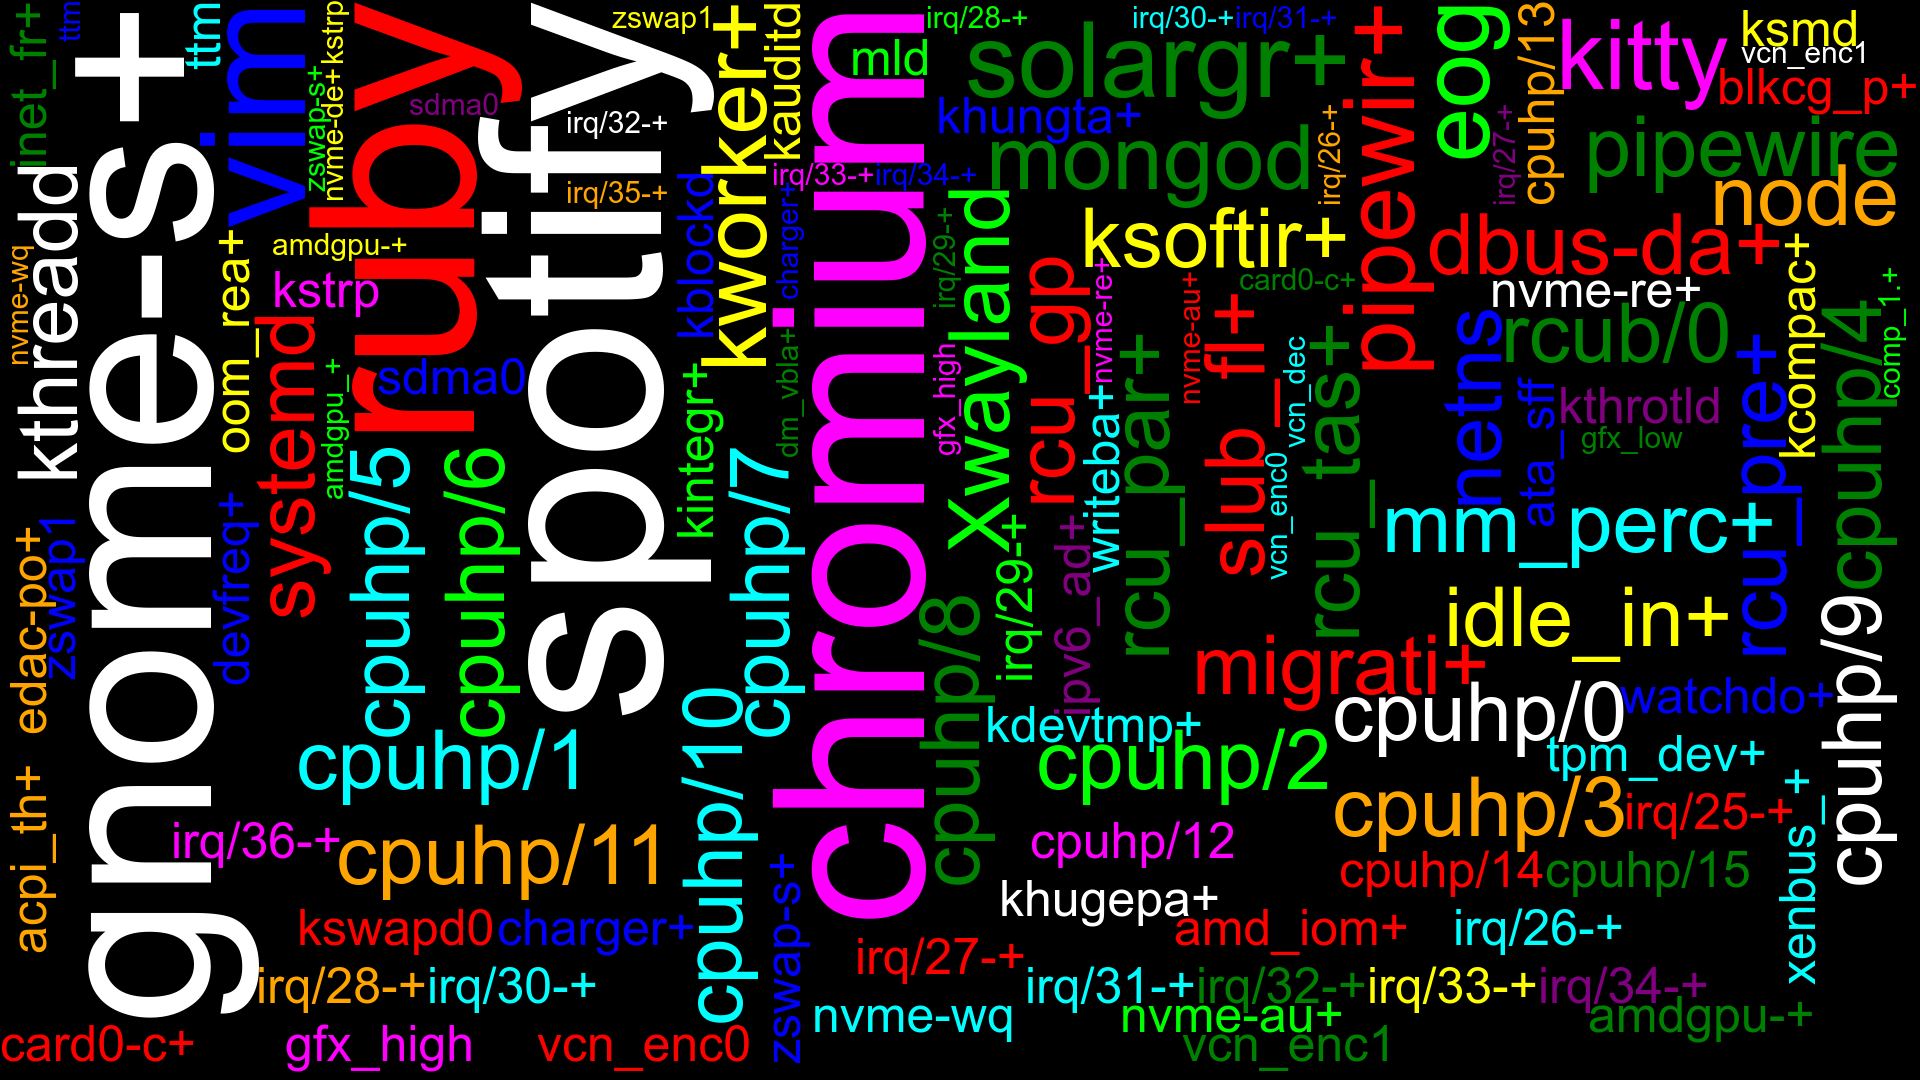 inet_fr+
ttm
ttm
kstrp
zswap1
kauditd
irq/28-+
irq/30-+
irq/31-+
gnome-s+
vim
zswap-s+
nvme-de+
ruby
sdma0
spotify
irq/32-+
irq/35-+
kworker+
mld
solargr+
pipewir+
eog
cpuhp/13
kitty
ksmd
vcn_enc1
blkcg_p+
khungta+
mongod
irq/26-+
irq/27-+
pipewire
node
kthreadd
nvme-wq
oom_rea+
amdgpu-+
kstrp
kblockd
charger+
irq/33-+
irq/34-+
chromium
irq/29-+
Xwayland
ksoftir+
dbus-da+
card0-c+
nvme-re+
systemd
amdgpu_+
sdma0
kintegr+
dm_vbla+
gfx_high
rcu_gp
nvme-re+
rcu_par+
nvme-au+
slub_fl+
vcn_dec
rcu_tas+
netns
rcub/0
ata_sff
kthrotld
gfx_low
rcu_pre+
kcompac+
cpuhp/4
comp_1.+
writeba+
vcn_enc0
mm_perc+
edac-po+
zswap1
devfreq+
cpuhp/5
cpuhp/6
cpuhp/7
irq/29-+
ipv6_ad+
idle_in+
migrati+
cpuhp/8
cpuhp/9
cpuhp/0
watchdo+
kdevtmp+
tpm_dev+
cpuhp/1
cpuhp/10
cpuhp/2
acpi_th+
cpuhp/3
irq/25-+
xenbus_+
irq/36-+
cpuhp/11
cpuhp/12
cpuhp/14
cpuhp/15
khugepa+
kswapd0
charger+
zswap-s+
amd_iom+
irq/26-+
irq/27-+
irq/28-+
irq/30-+
irq/31-+
irq/32-+
irq/33-+
irq/34-+
nvme-wq
nvme-au+
amdgpu-+
card0-c+
gfx_high
vcn_enc0
vcn_enc1